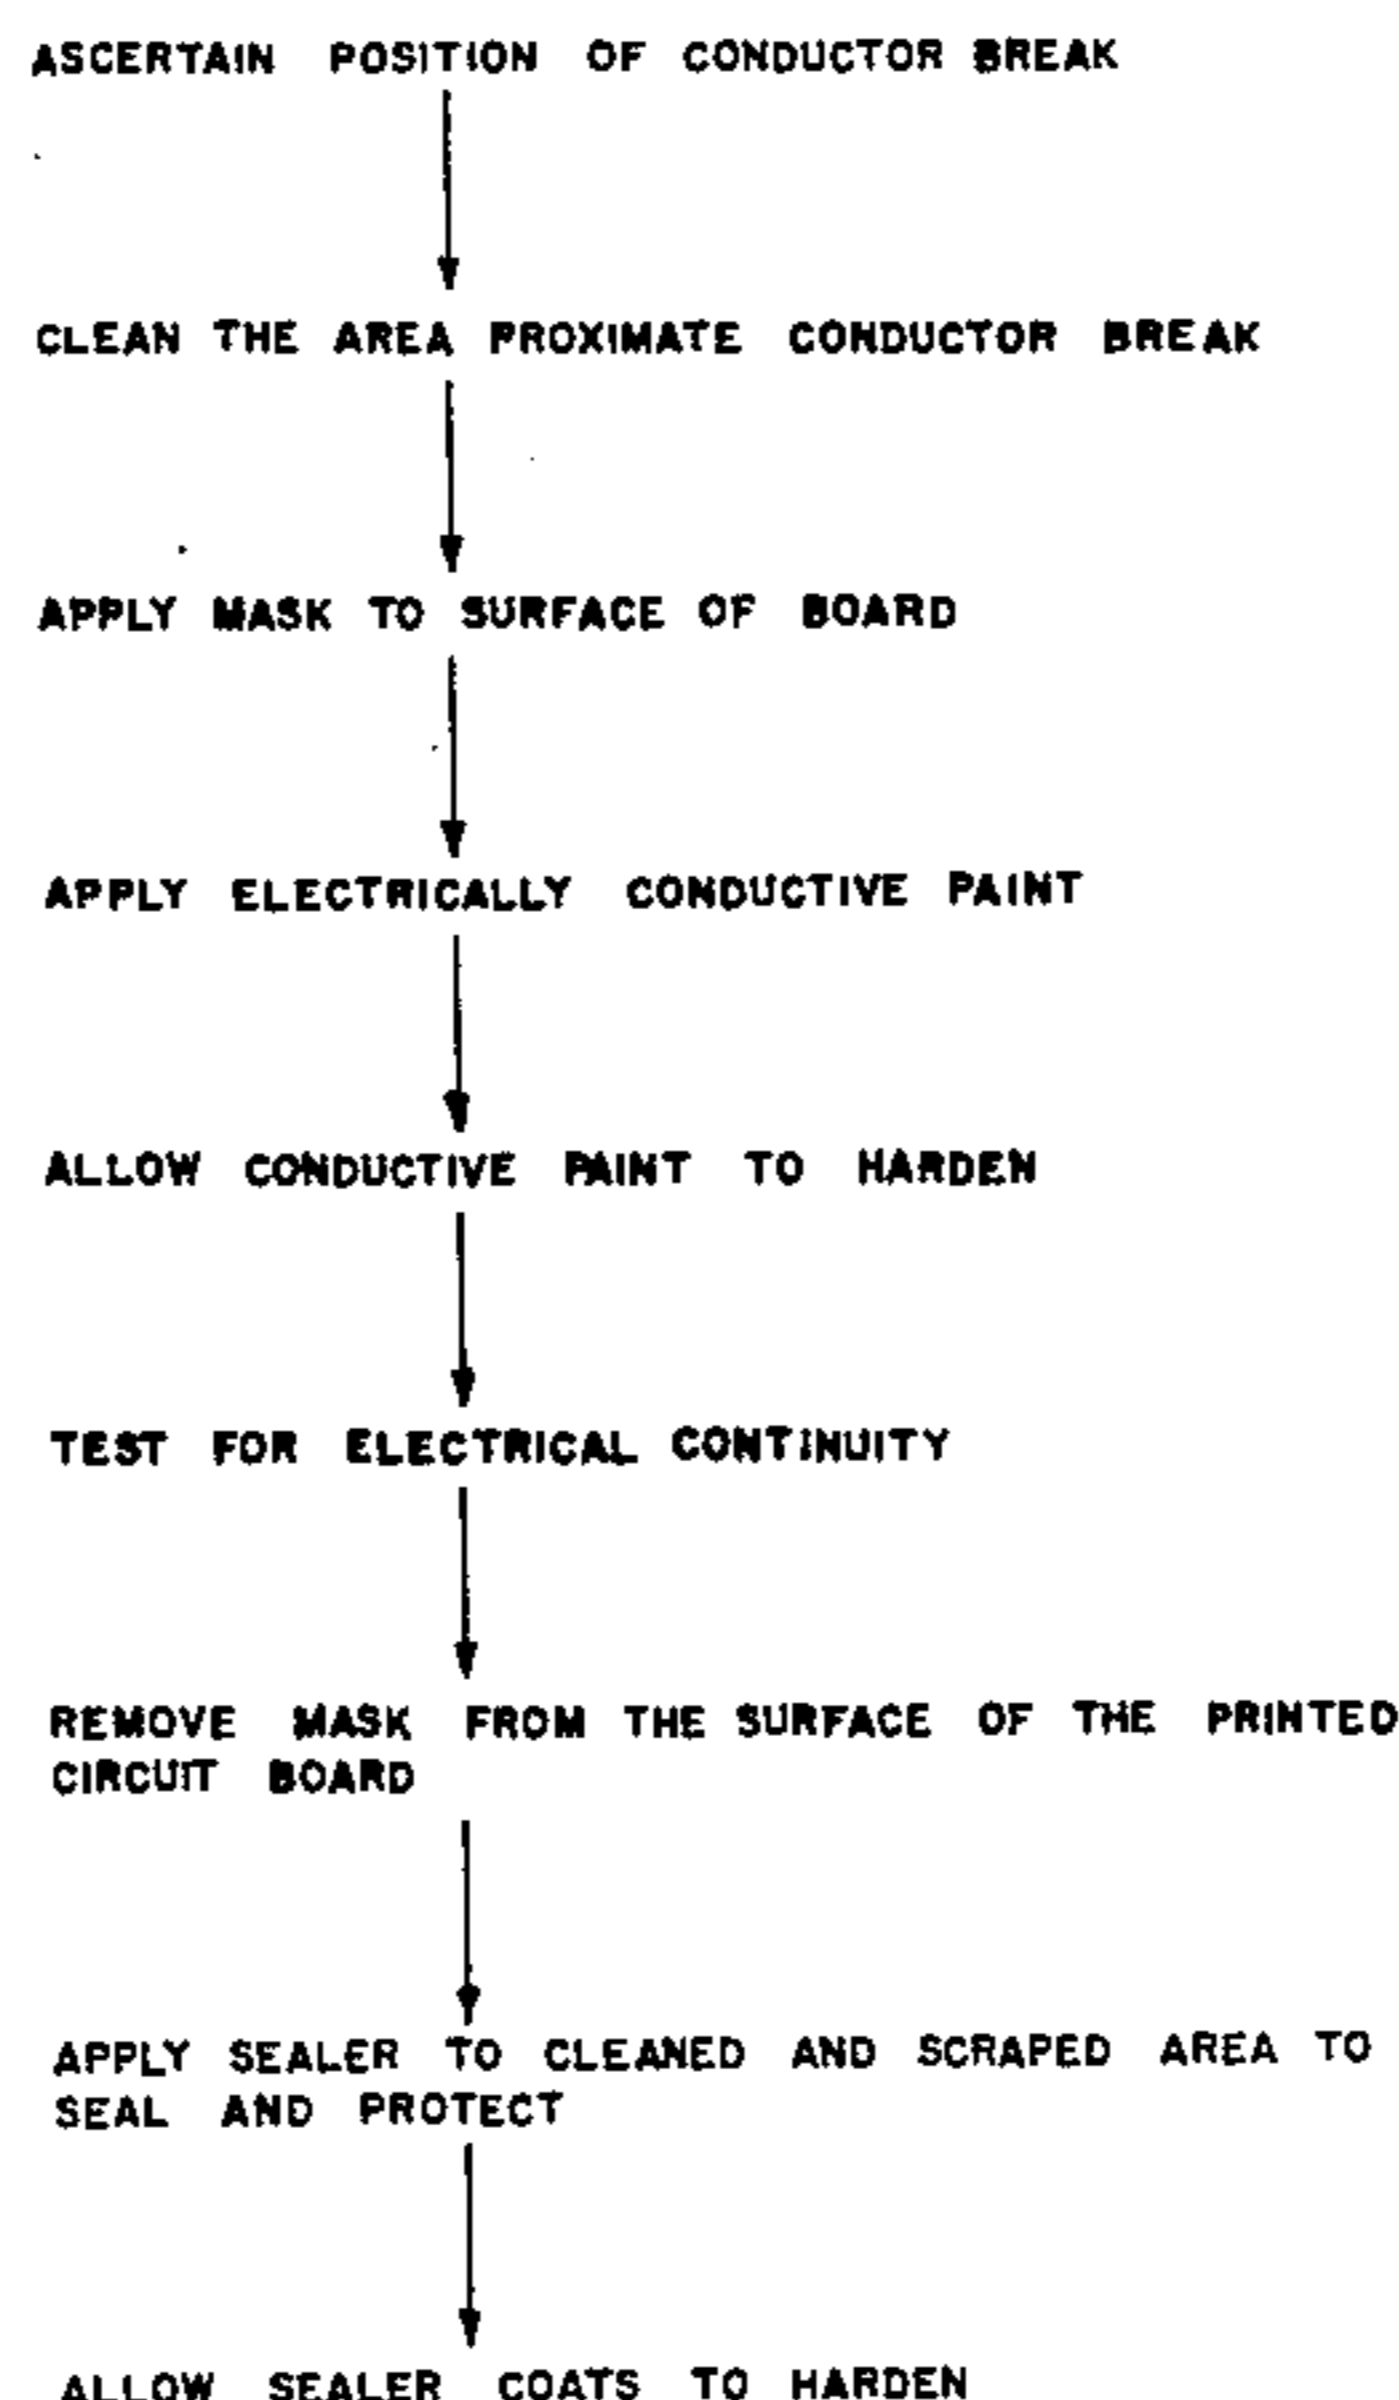 ASCERTAIN POSITION OF CONDUCTOR BREAK
CLEAN THE AREA PROXIMATE CONDUCTOR BREAK
APPLY MASK TO SURFACE OF BOARD
APPLY ELECTRICALLY CONDUCTIVE PAINT
ALLOW CONDUCTIVE PAINT TO HARDEN
TEST FOR ELECTRICAL CONTINUITY
REMOVE MASK FROM THE SURFACE OF THE PRINTED
CIRCUIT BOARD
APPLY SEALER TO CLEANED AND SCRAPED AREA TO
SEAL AND PROTECT
ALLOW SEALER COATS TO HARDEN